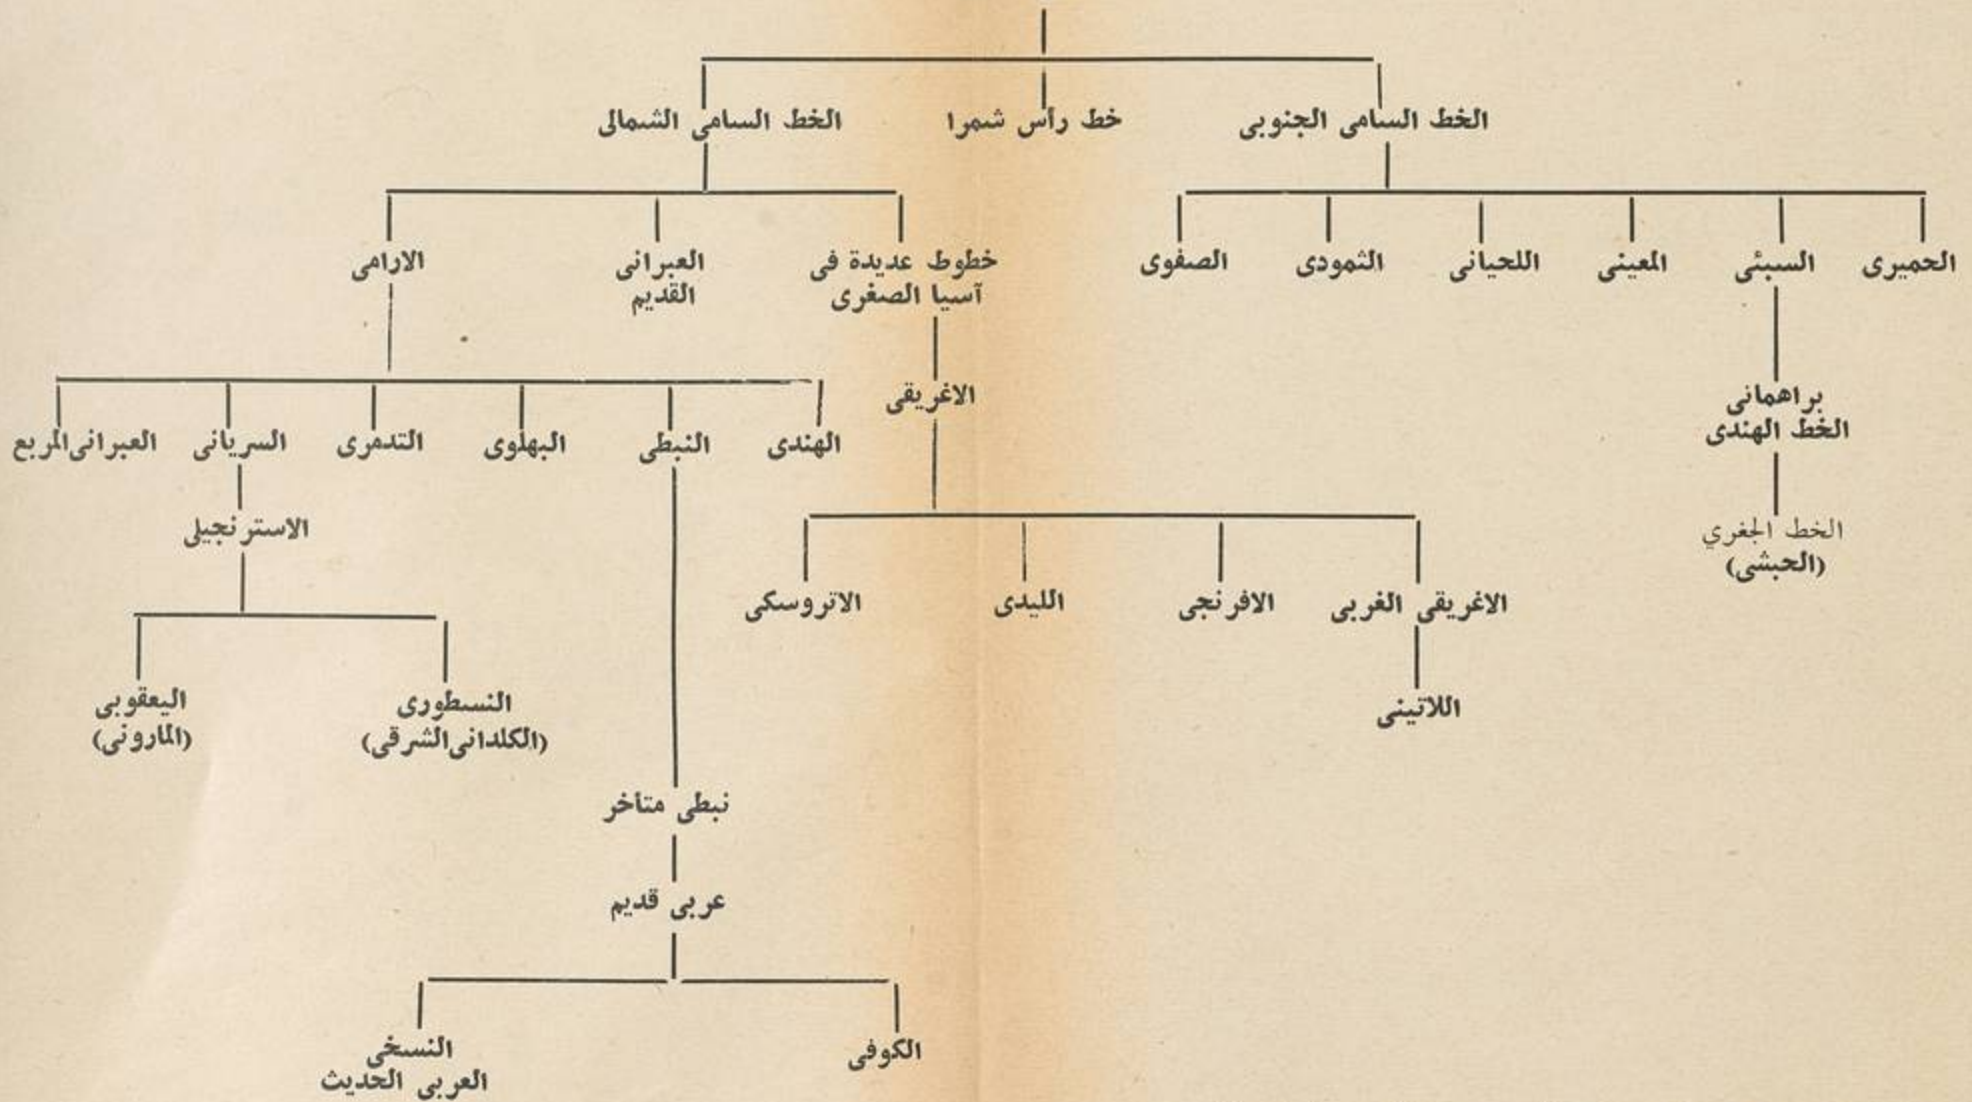 الخط السامى الجنوبى
خط رأس شمرا
الخط السامى الشمالى
الحميرى
السبئى
المعينى
اللحيانى
الثمودى
الصفوى
خطوط عديدة فى
آسيا الصغرى
العبرانى
القديم
الارامى
براهمانى
الخط الهندى
الاغريقى
الهندى
النبطى
البهلوى
التدمرى
السريانى
العبرانى المربع
الخط الجغري
(الحبشى)
الاسترنجيلى
الاغريقى الغربى
الافرنجى
الليدى
الاتروسكى
اللاتينى
النسطورى
(الكلدانى الشرقى)
اليعقوبى
(المارونى)
نبطى متأخر
عربى قديم
الكوفى
النسخى
العربى الحديث